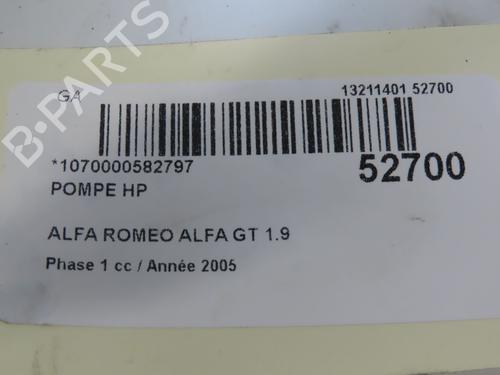 GA
13211401 52700
*1070000582797
52700
POMPE HP
ALFA ROMEO ALFA GT 1.9
Phase 1 cc / Année 2005
B-PARTS